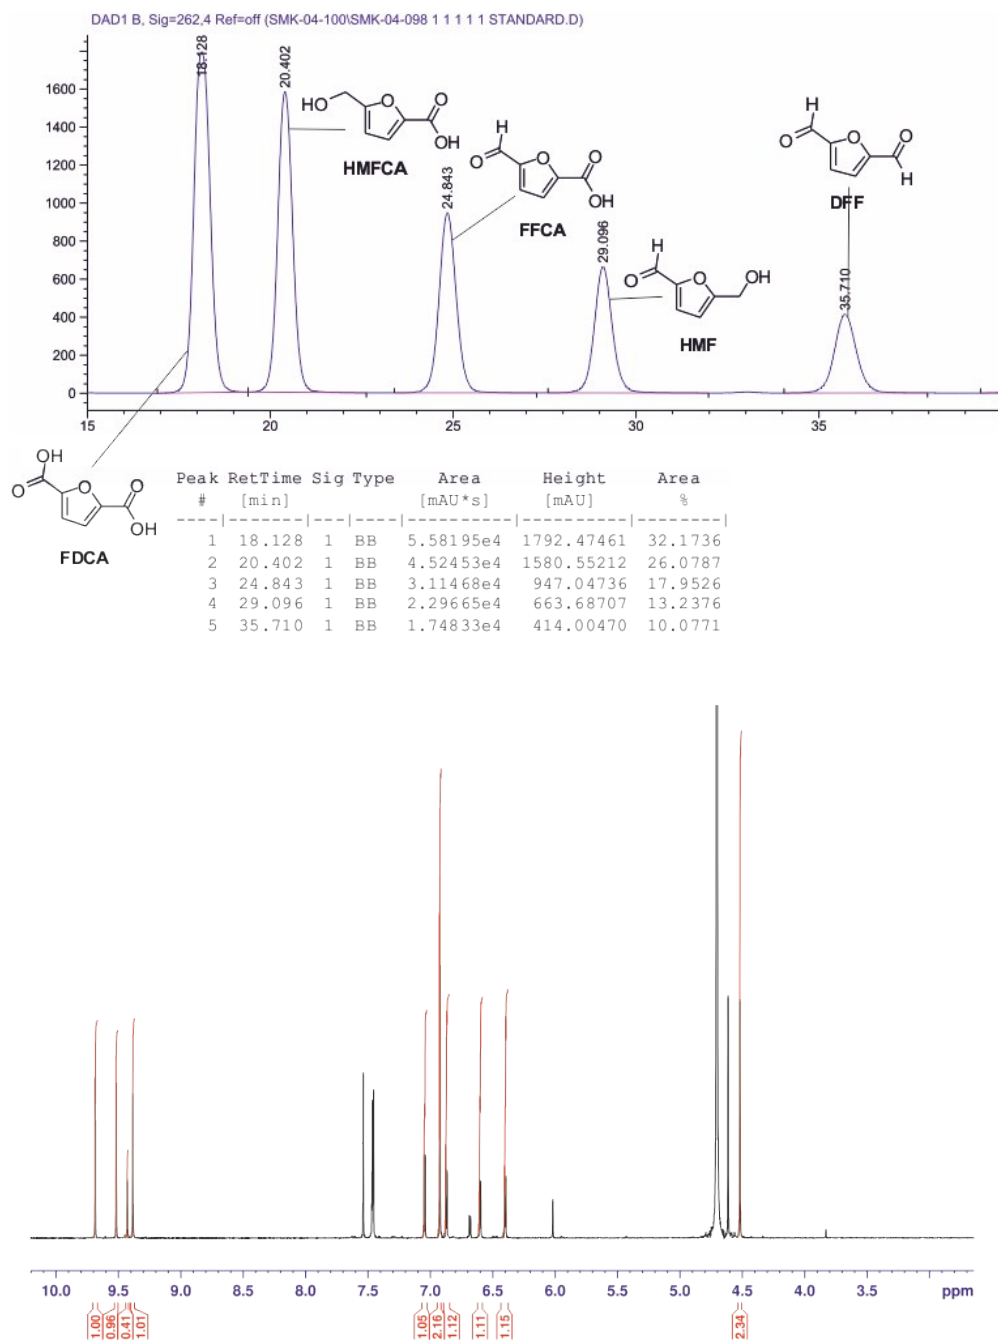 DAD1 B, Sig=262,4 Ref=off (SMK-04-100\SMK-04-098 1 1 1 1 1 STANDARD.D)
1600
1400
1200
1000
800
600
400
200
0
18.128
20.402
24.843
29.096
35.710
HO
O
O
OH
HMFCA
H
O
O
O
OH
FFCA
H
O
O
OH
HMF
H
O
O
O
H
DFF
15
20
25
30
35
OH
O
O
O
OH
FDCA
Peak RetTime Sig Type Area Height Area
# [min] [mAU*s] [mAU] %
----|-------|---|----|----------|----------|--------|
1 18.128 1 BB 5.58195e4 1792.47461 32.1736
2 20.402 1 BB 4.52453e4 1580.55212 26.0787
3 24.843 1 BB 3.11468e4 947.04736 17.9526
4 29.096 1 BB 2.29665e4 663.68707 13.2376
5 35.710 1 BB 1.74833e4 414.00470 10.0771
10.0 9.5 9.0 8.5 8.0 7.5 7.0 6.5 6.0 5.5 5.0 4.5 4.0 3.5 ppm
1.00 0.96 0.41 1.01 1.05 2.16 1.12 1.11 1.15 2.34